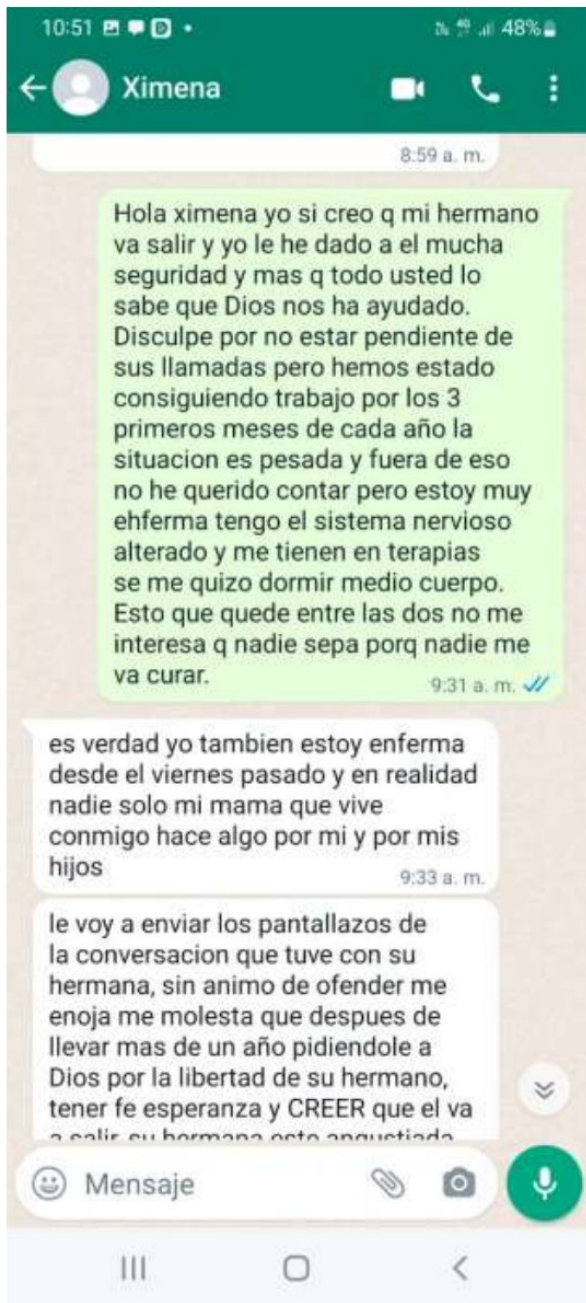 10:51
48%
Ximena
8:59 a. m.
Hola ximena yo si creo q mi hermano
va salir y yo le he dado a el mucha
seguridad y mas q todo usted lo
sabe que Dios nos ha ayudado.
Disculpe por no estar pendiente de
sus llamadas pero hemos estado
consiguiendo trabajo por los 3
primeros meses de cada año la
situacion es pesada y fuera de eso
no he querido contar pero estoy muy
ehferma tengo el sistema nervioso
alterado y me tienen en terapias
se me quizo dormir medio cuerpo.
Esto que quede entre las dos no me
interesa q nadie sepa porq nadie me
va curar.
9:31 a. m.
es verdad yo tambien estoy enferma
desde el viernes pasado y en realidad
nadie solo mi mama que vive
conmigo hace algo por mi y por mis
hijos
9:33 a. m.
le voy a enviar los pantallazos de
la conversacion que tuve con su
hermana, sin animo de ofender me
enoja me molesta que despues de
llevar mas de un año pidiendole a
Dios por la libertad de su hermano,
tener fe esperanza y CREER que el va
a salir su hermana este angustiada
Mensaje